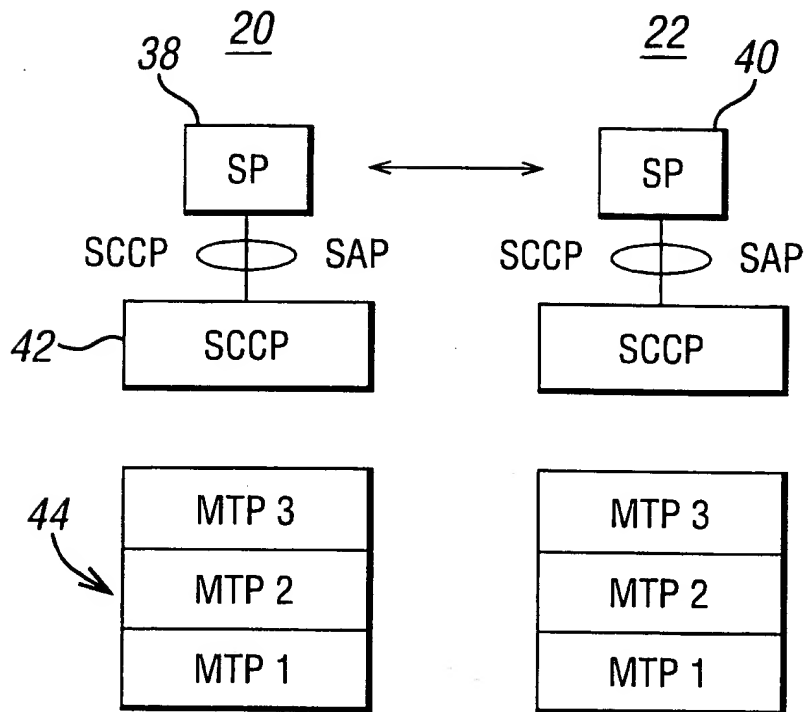 20 22
38 40
SP SP
SCCP SAP SCCP SAP
42 SCCP SCCP
44 MTP 3 MTP 3
MTP 2 MTP 2
MTP 1 MTP 1